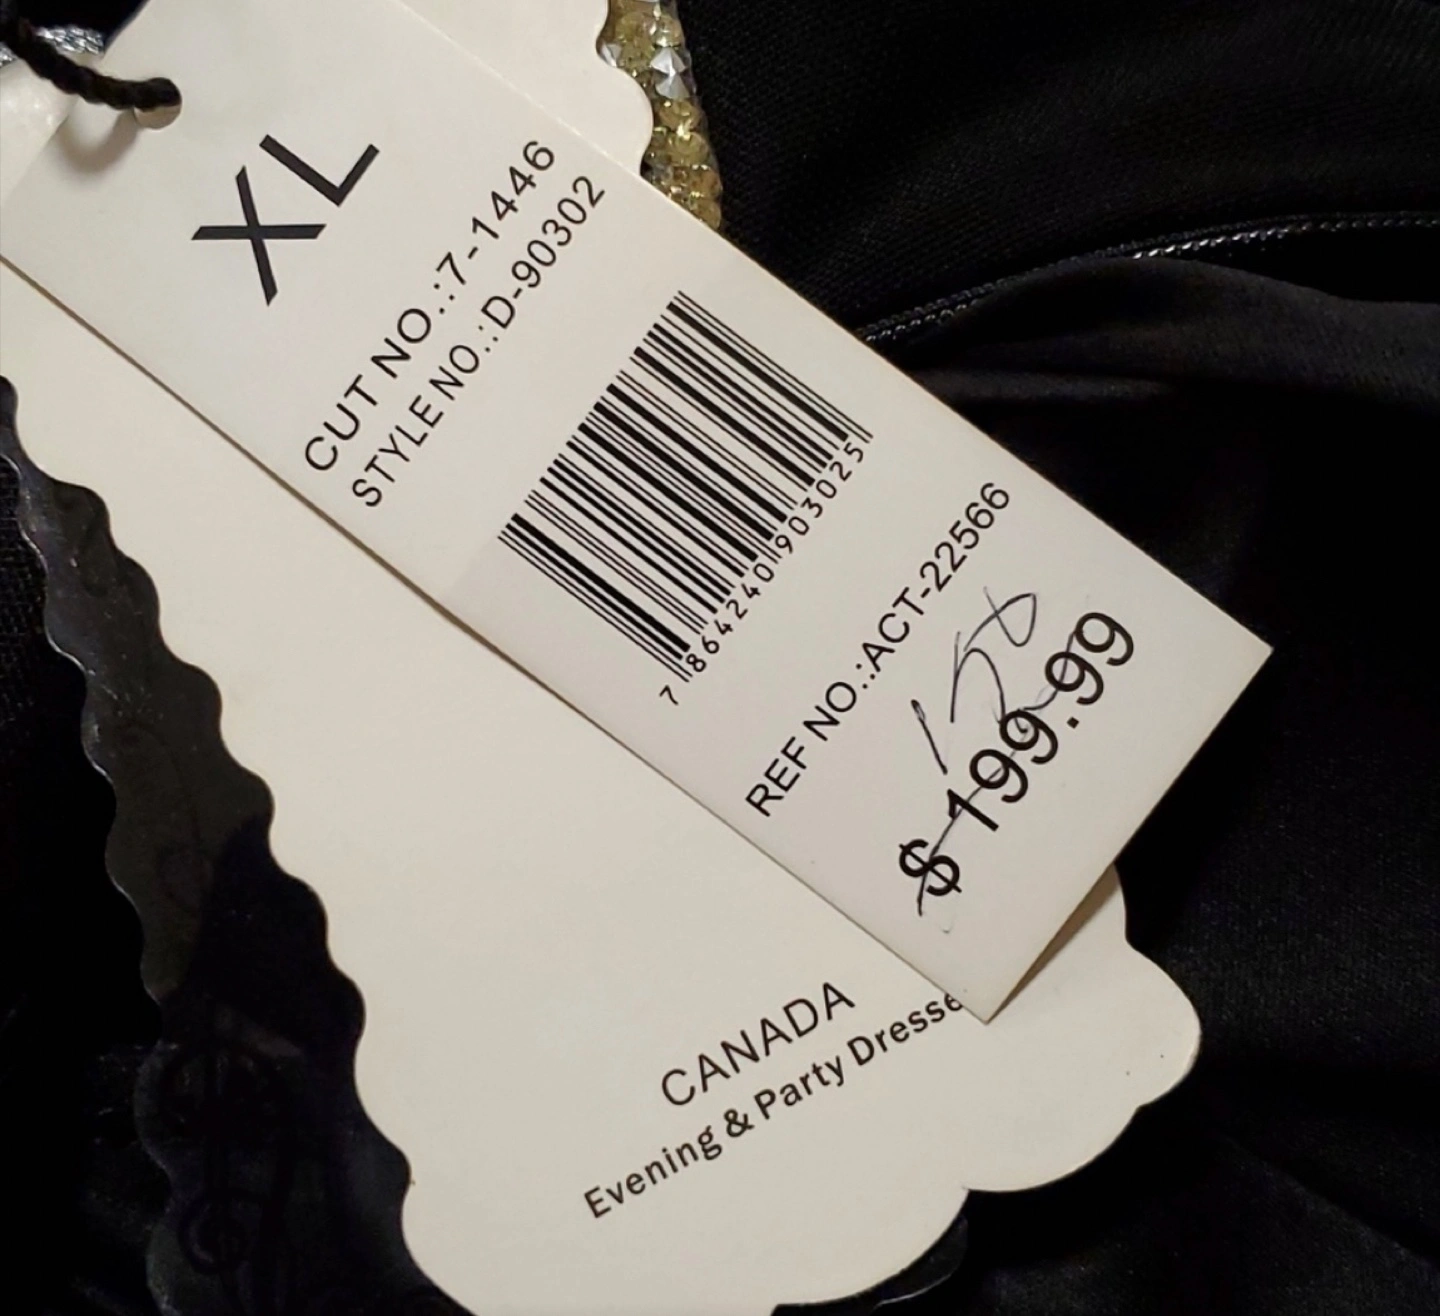 XL
CUT NO.:7-1446
STYLE NO.:D-90302
7 864240 903025
REF NO.:ACT-22566
150
$199.99
CANADA
Evening & Party Dresse